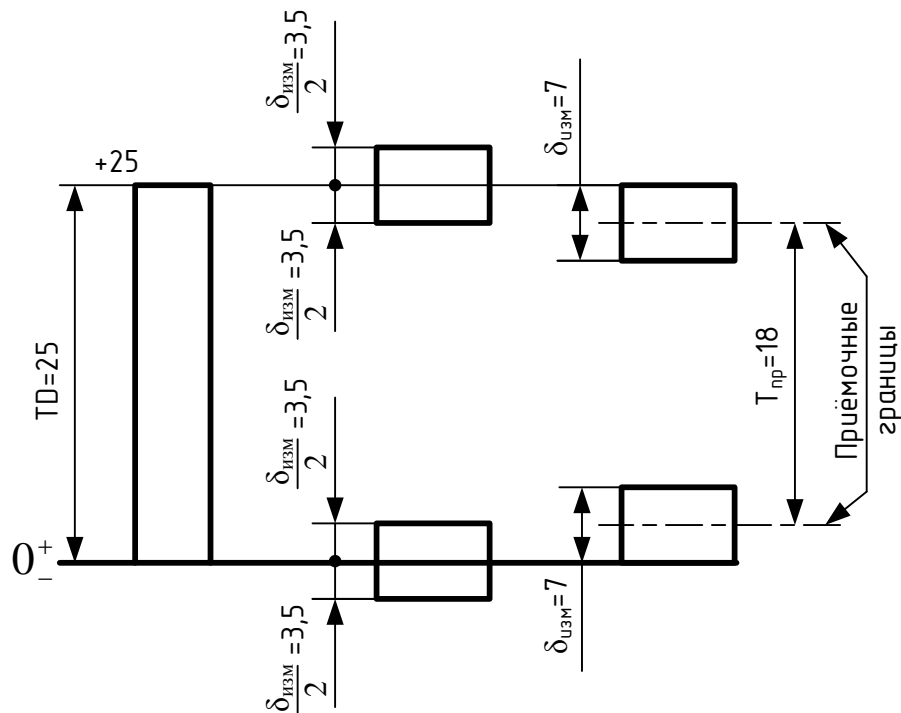 δизм/2=3,5
δизм=7
+25
δизм/2=3,5
TD=25
Tпр=18
Приёмочные
границы
δизм/2=3,5
0+−
δизм/2=3,5
δизм=7